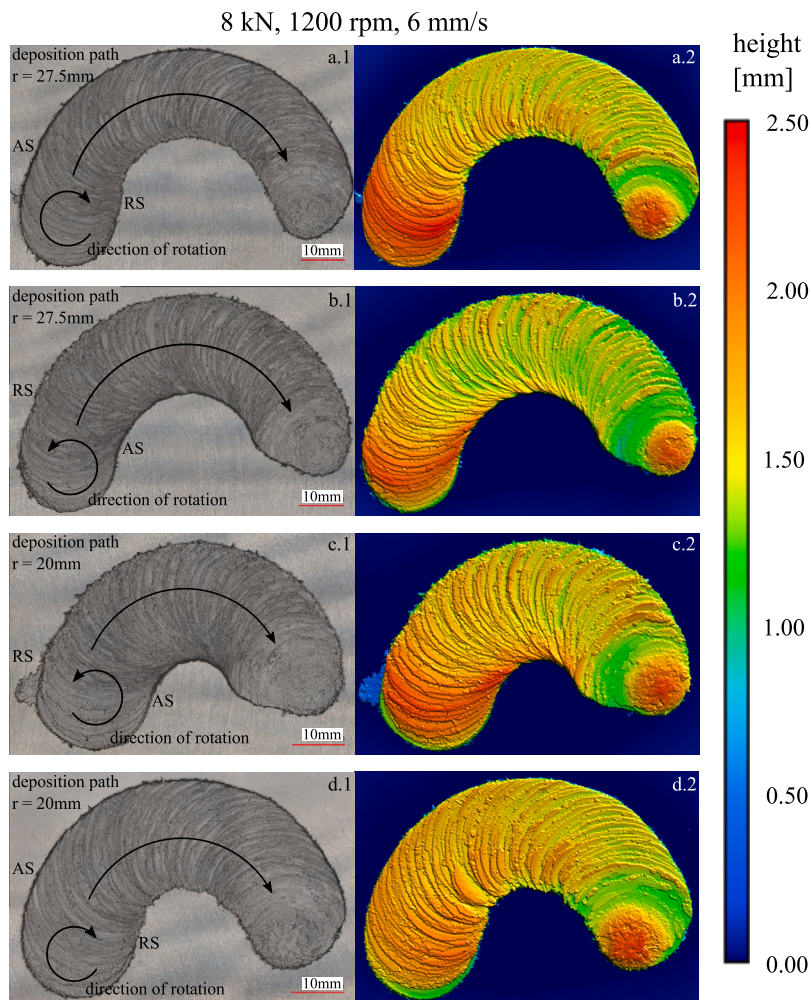 8 kN, 1200 rpm, 6 mm/s
height
[mm]
deposition path
r = 27.5mm
a.1
AS
RS
direction of rotation
10mm
a.2
deposition path
r = 27.5mm
b.1
RS
AS
direction of rotation
10mm
b.2
deposition path
r = 20mm
c.1
RS
AS
direction of rotation
10mm
c.2
deposition path
r = 20mm
d.1
AS
RS
direction of rotation
10mm
d.2
2.50
2.00
1.50
1.00
0.50
0.00